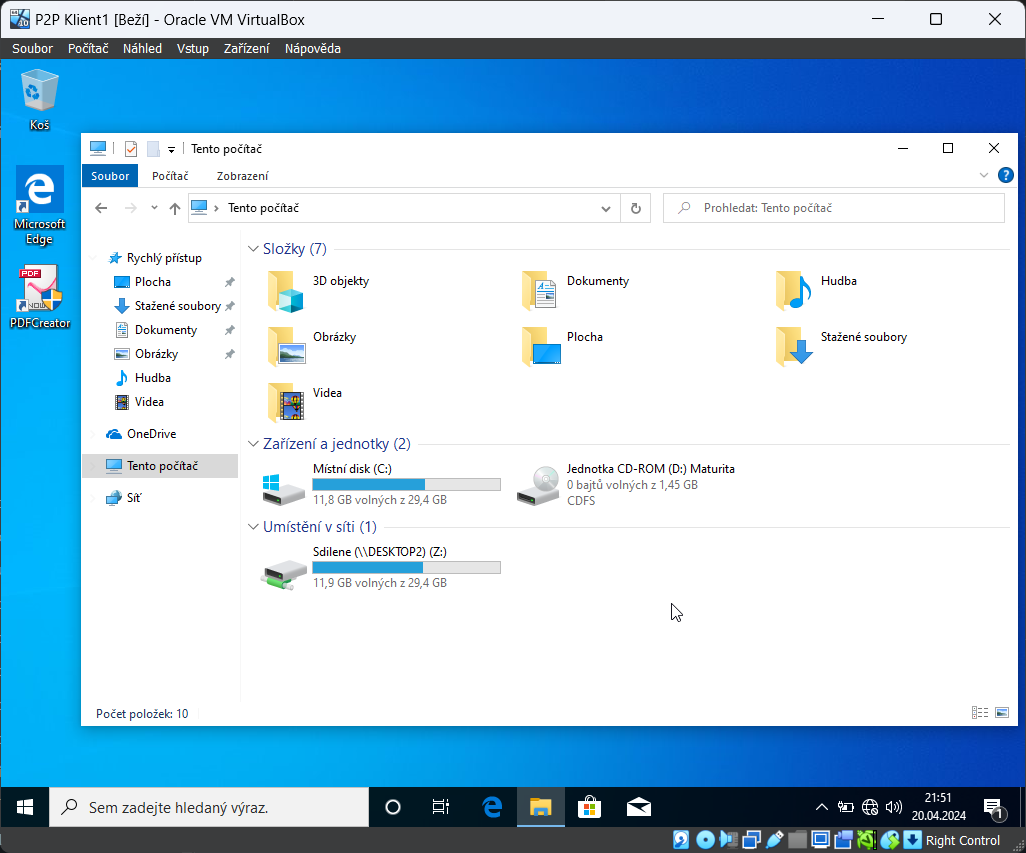 P2P Klient1 [Beží] - Oracle VM VirtualBox
Soubor Počítač Náhled Vstup Zařízení Nápověda
Koš
Microsoft
Edge
PDF
NOW
PDFCreator
Tento počítač
Soubor Počítač Zobrazení
Tento počítač
Prohledat: Tento počítač
Rychlý přístup
Plocha
Stažené soubory
Dokumenty
Obrázky
Hudba
Videa
OneDrive
Tento počítač
Síť
Složky (7)
3D objekty
Dokumenty
Hudba
Obrázky
Plocha
Stažené soubory
Videa
Zařízení a jednotky (2)
Místní disk (C:)
11,8 GB volných z 29,4 GB
Jednotka CD-ROM (D:) Maturita
0 bajtů volných z 1,45 GB
CDFS
Umístění v síti (1)
Sdilene (\\DESKTOP2) (Z:)
11,9 GB volných z 29,4 GB
Počet položek: 10
Sem zadejte hledaný výraz.
21:51
20.04.2024
1
Right Control